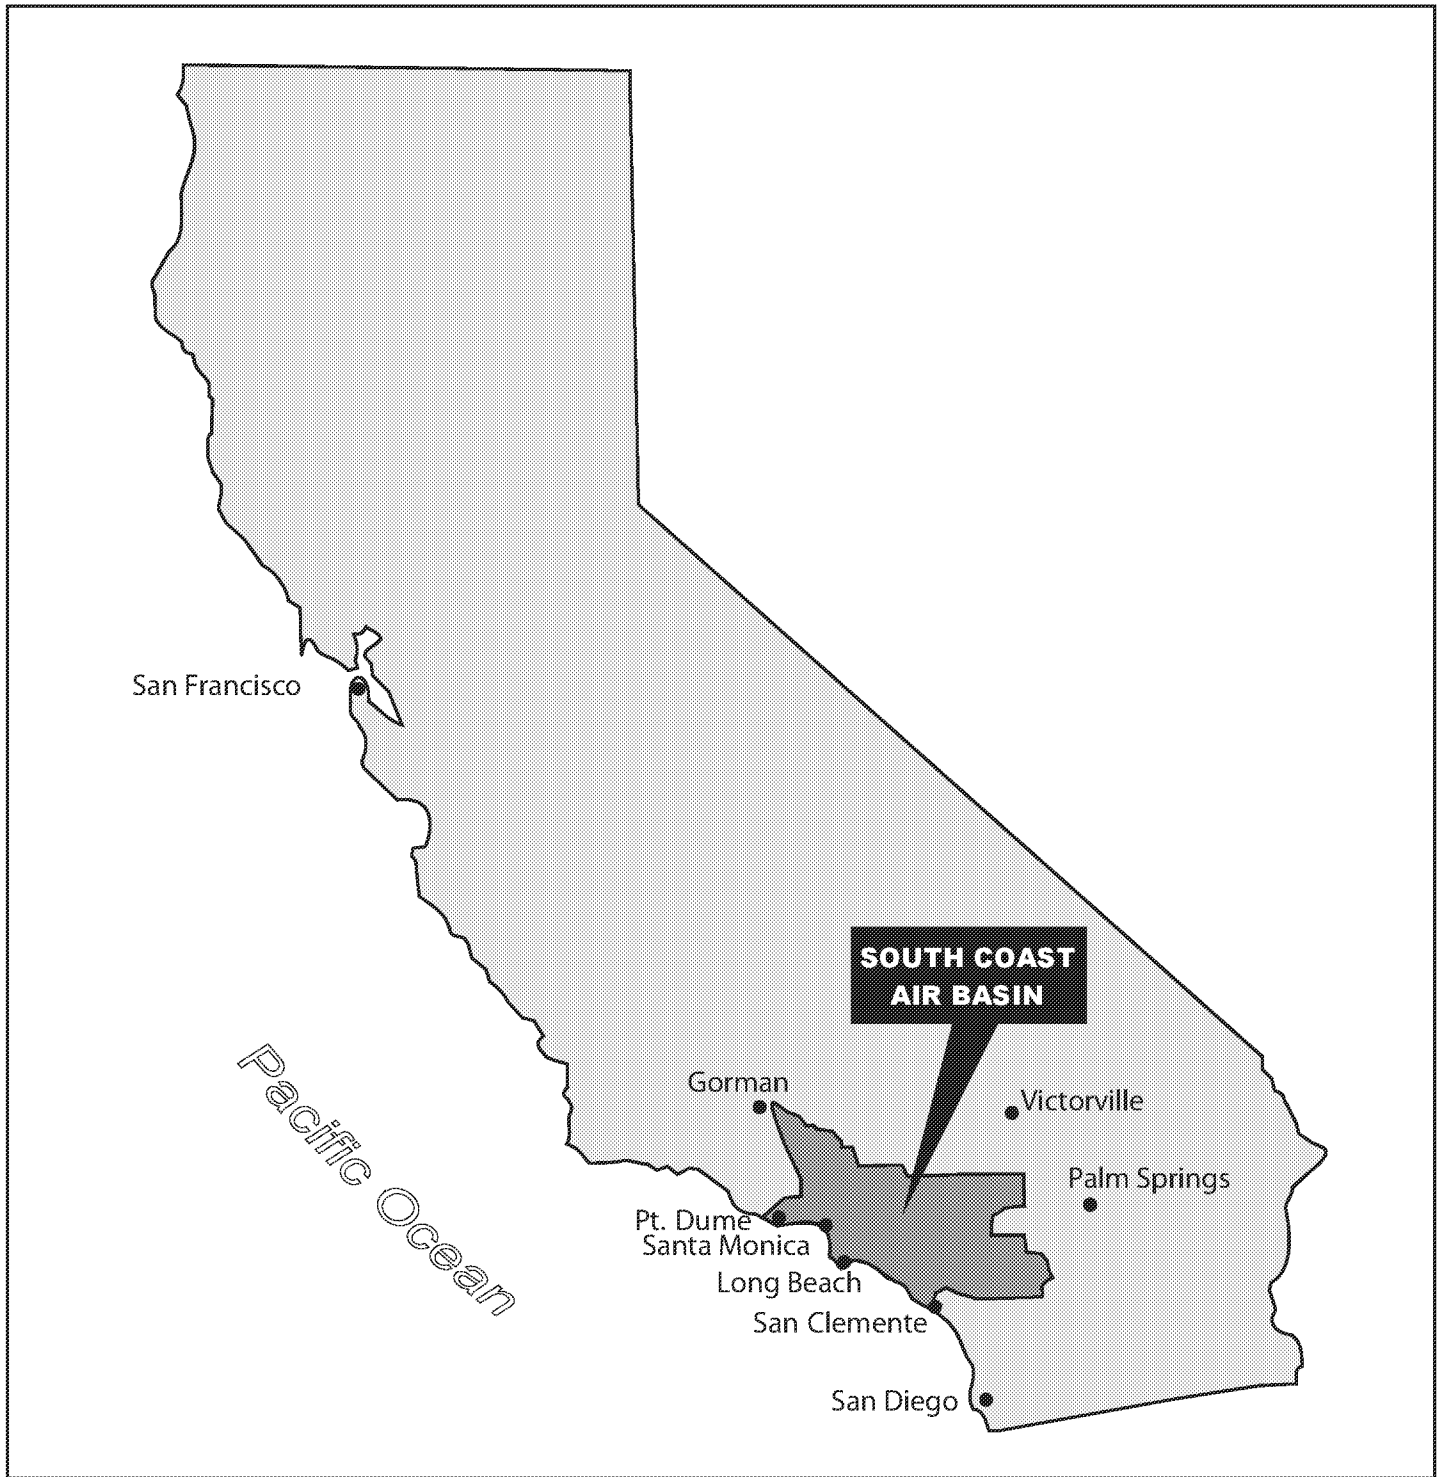 San Francisco
SOUTH COAST
AIR BASIN
Pacific Ocean
Gorman
Victorville
Palm Springs
Pt. Dume
Santa Monica
Long Beach
San Clemente
San Diego